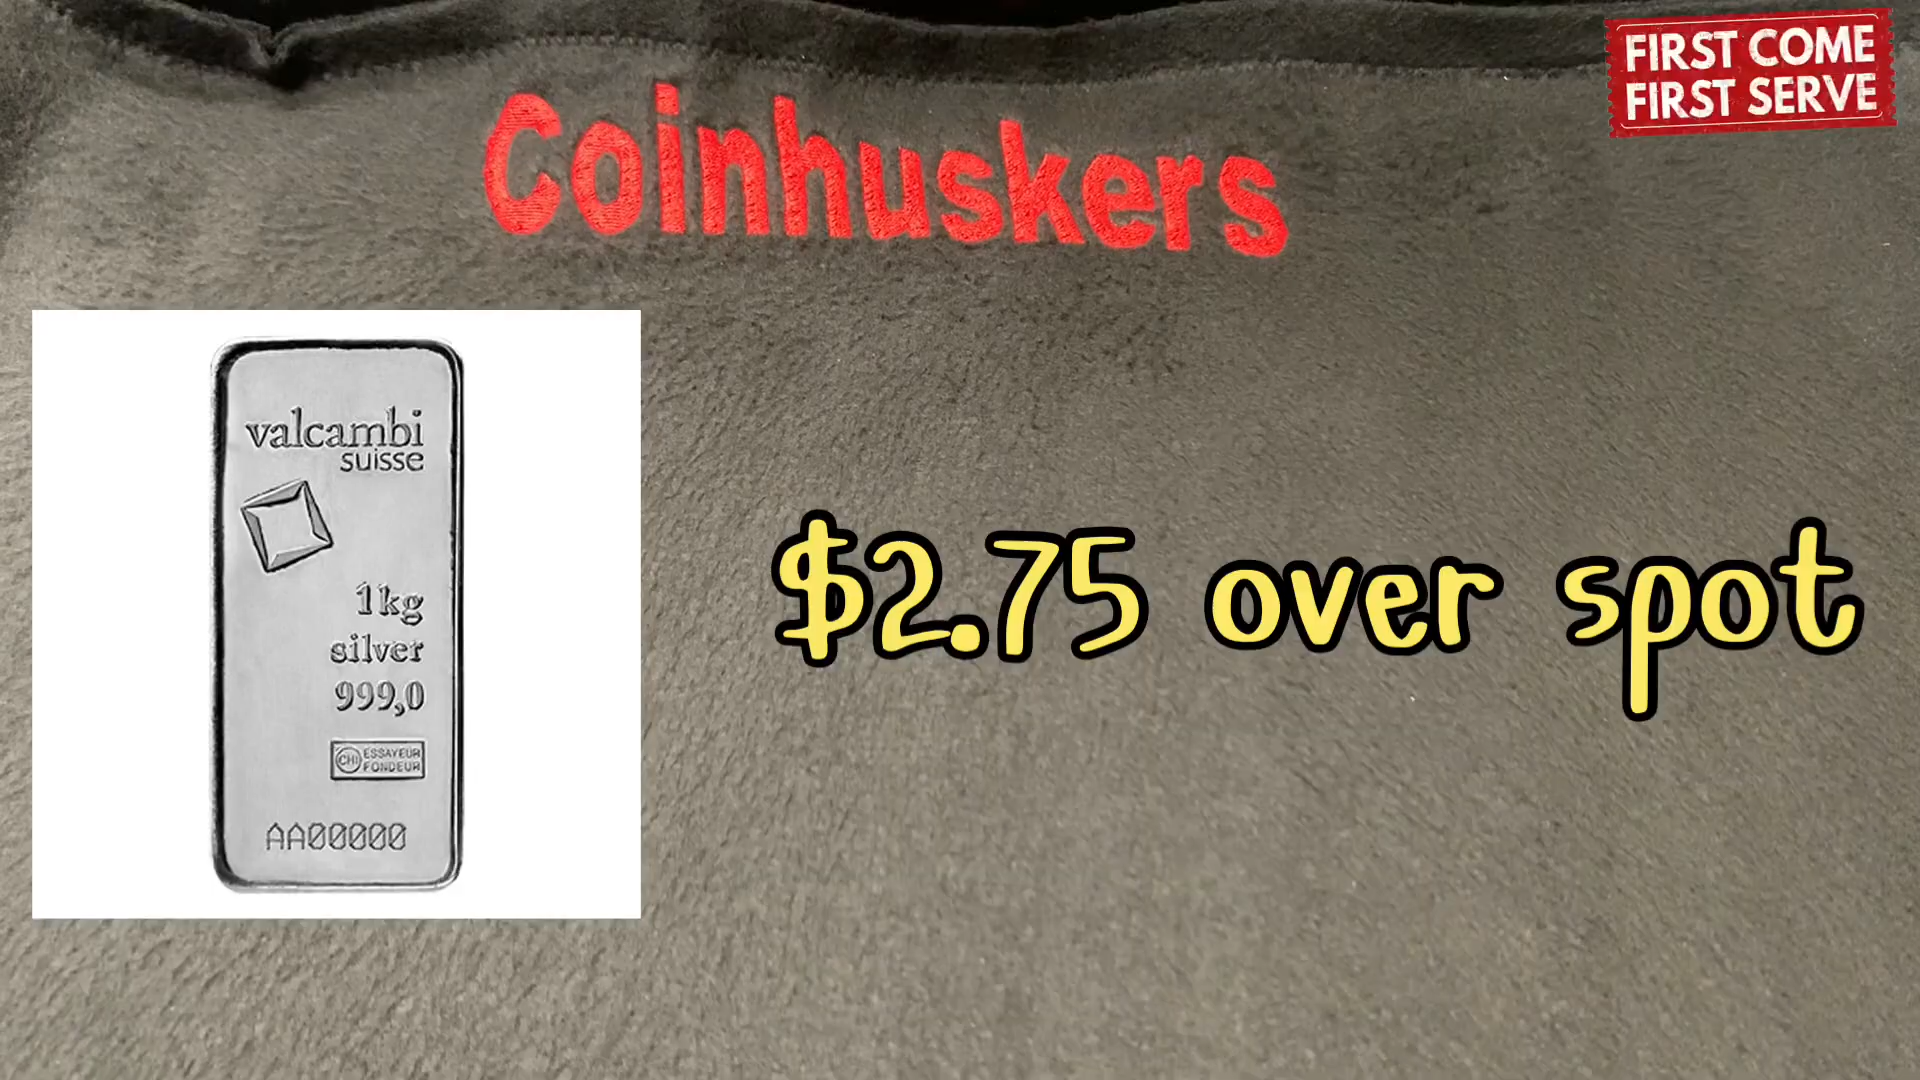 FIRST COME
FIRST SERVE
Coinhuskers
valcambi
suisse
1kg
silver
999,0
CHI ESSAYEUR
FONDEUR
AA00000
$2.75 over spot